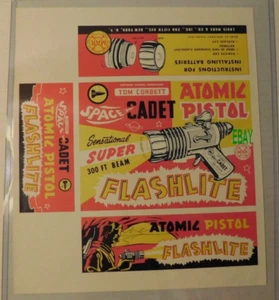 INSTRUCTIONS FOR
INSTALLING BATTERIES
TOM CORBETT
SPACE CADET
ATOMIC
PISTOL
Sensational
SUPER
300 FT BEAM
FLASHLITE
EBAY
SPACE CADET
ATOMIC PISTOL
FLASHLITE
ATOMIC PISTOL
FLASHLITE